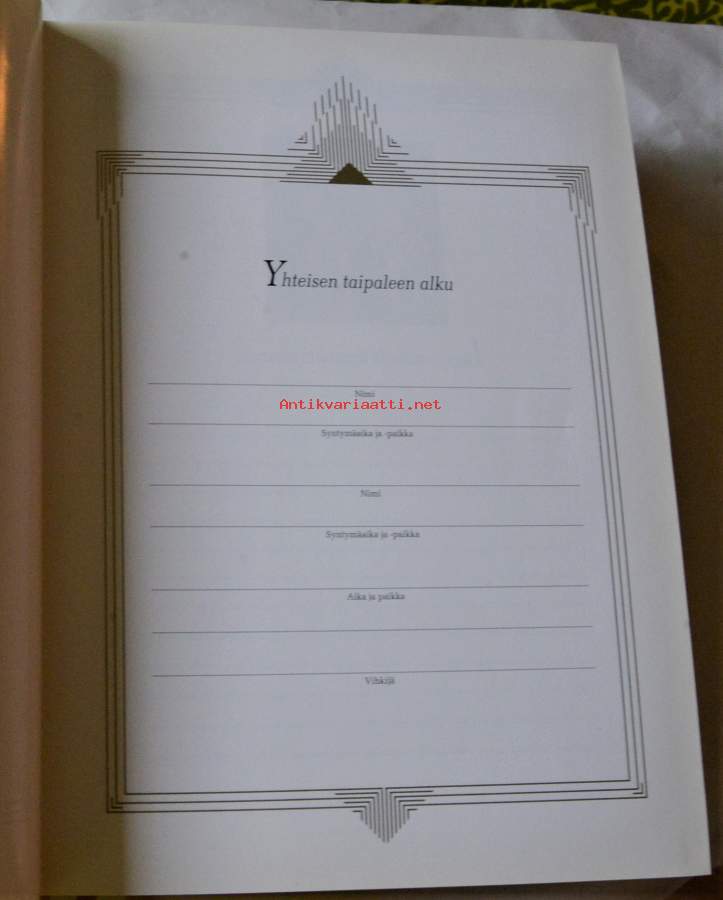 Yhteisen taipaleen alku
Nimi
Antikvariaatti.net
Syntymäaika ja -paikka
Nimi
Syntymäaika ja -paikka
Aika ja paikka
Vihkijä